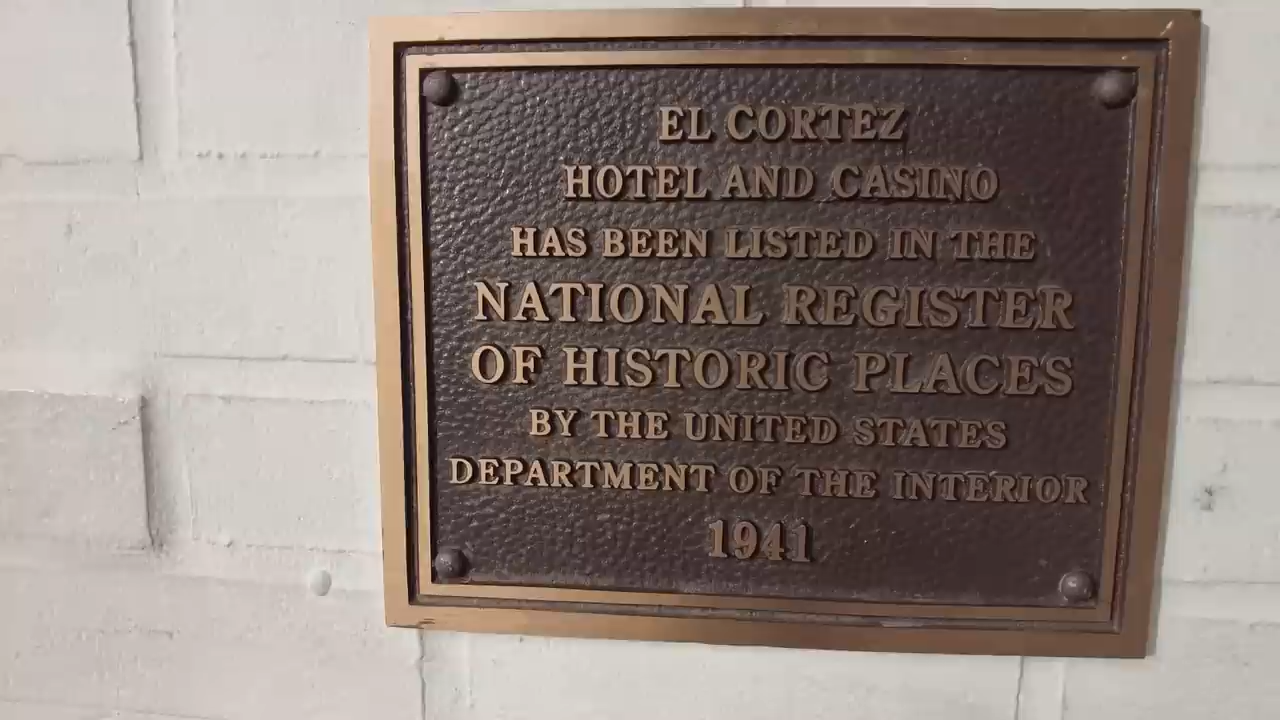 EL CORTEZ
HOTEL AND CASINO
HAS BEEN LISTED IN THE
NATIONAL REGISTER
OF HISTORIC PLACES
BY THE UNITED STATES
DEPARTMENT OF THE INTERIOR
1941